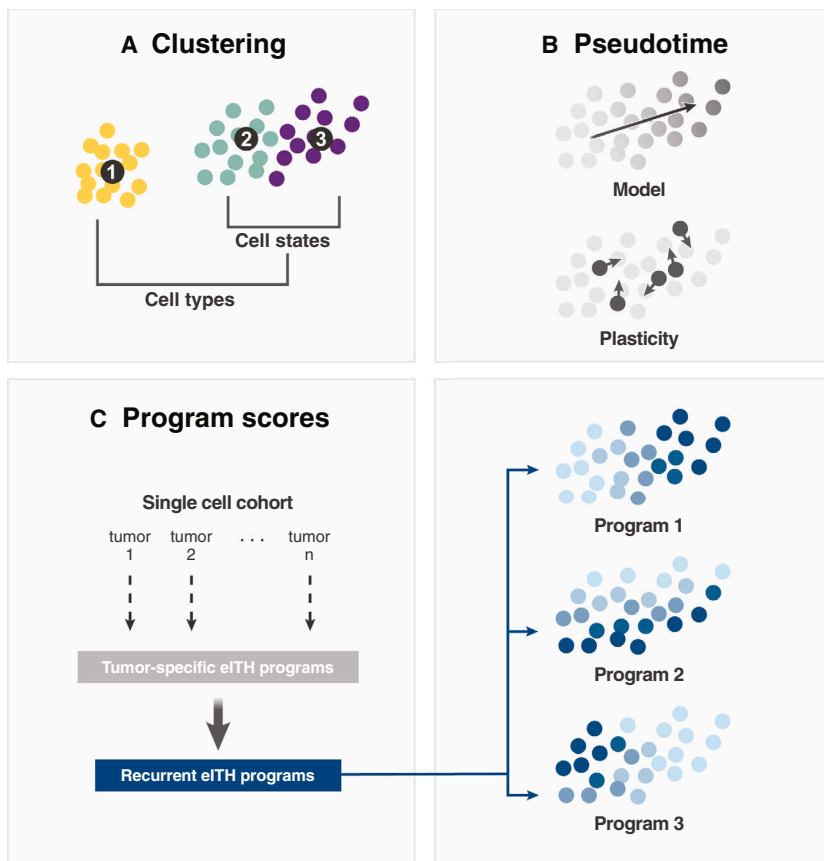 A Clustering
1
2
3
Cell states
Cell types
B Pseudotime
Model
Plasticity
C Program scores
Single cell cohort
tumor tumor ... tumor
1 2 n
Tumor-specific eITH programs
Recurrent eITH programs
Program 1
Program 2
Program 3